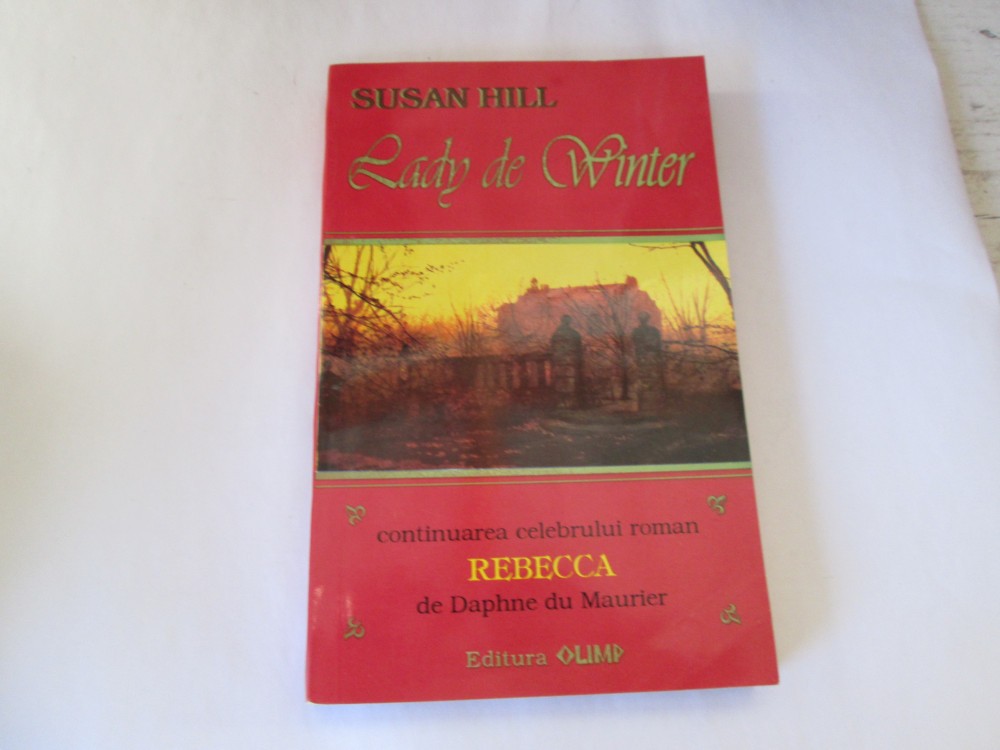 SUSAN HILL
Lady de Winter
continuarea celebrului roman
REBECCA
de Daphne du Maurier
Editura OLIMP